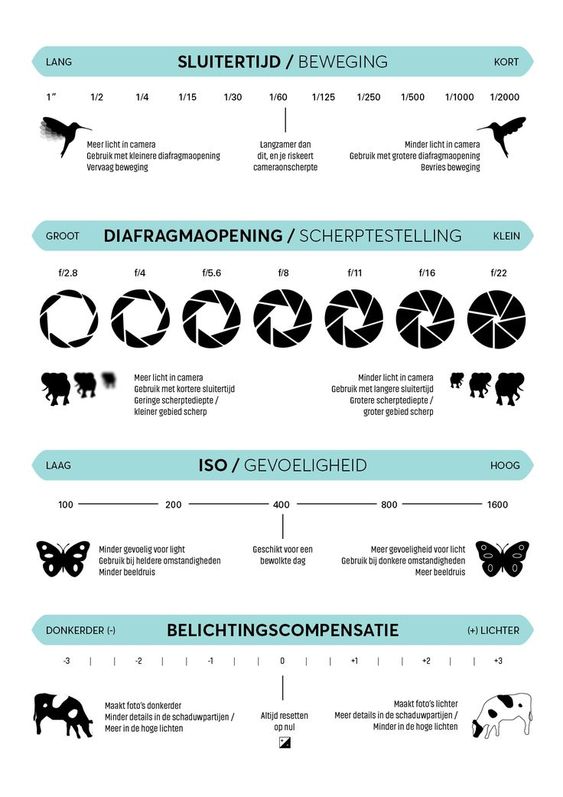 LANG SLUITERTIJD / BEWEGING KORT
1" 1/2 1/4 1/15 1/30 1/60 1/125 1/250 1/500 1/1000 1/2000
Meer licht in camera
Gebruik met kleinere diafragmaopening
Vervaag beweging
Langzamer dan
dit, en je riskeert
cameraonscherpte
Minder licht in camera
Gebruik met grotere diafragmaopening
Bevries beweging
GROOT DIAFRAGMAOPENING / SCHERPTESTELLING KLEIN
f/2.8 f/4 f/5.6 f/8 f/11 f/16 f/22
Meer licht in camera
Gebruik met kortere sluitertijd
Geringe scherptediepte /
kleiner gebied scherp
Minder licht in camera
Gebruik met langere sluitertijd
Grotere scherptediepte /
groter gebied scherp
LAAG ISO / GEVOELIGHEID HOOG
100 200 400 800 1600
Minder gevoelig voor light
Gebruik bij heldere omstandigheden
Minder beeldruis
Geschikt voor een
bewolkte dag
Meer gevoeligheid voor licht
Gebruik bij donkere omstandigheden
Meer beeldruis
DONKERDER (-) BELICHTINGSCOMPENSATIE (+) LICHTER
-3 | | -2 | | -1 | | 0 | | +1 | | +2 | | +3
Maakt foto's donkerder
Minder details in de schaduwpartijen /
Meer in de hoge lichten
Altijd resetten
op nul
Maakt foto's lichter
Meer details in de schaduwpartijen /
Minder in de hoge lichten